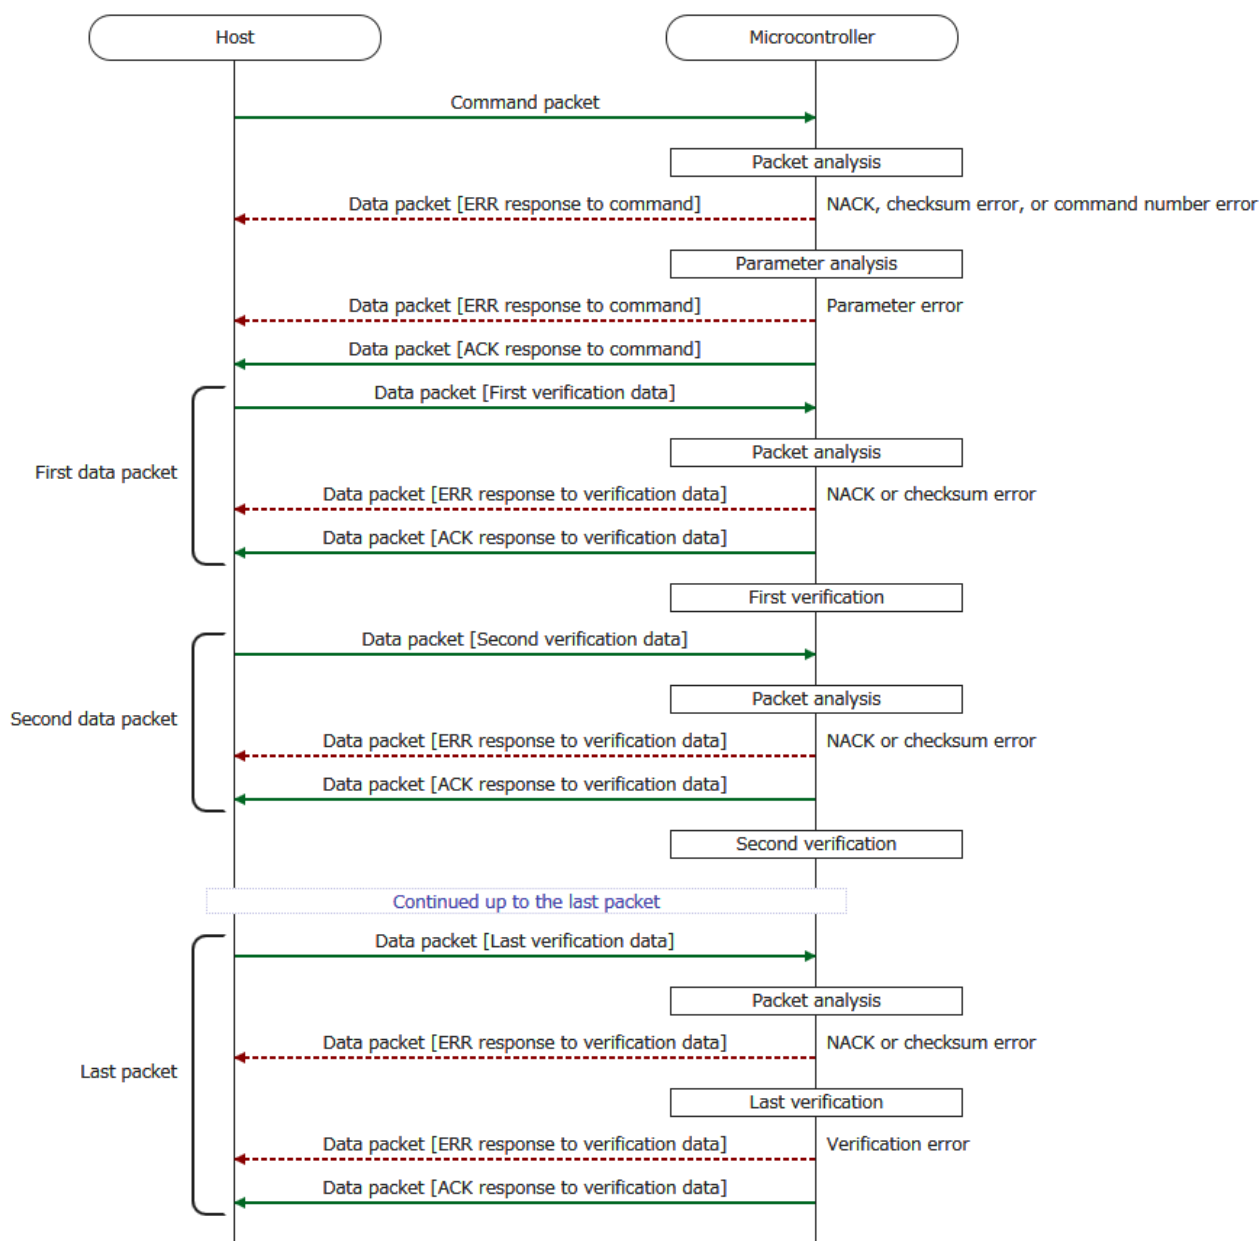 Host
Microcontroller
Command packet
Packet analysis
Data packet [ERR response to command]
NACK, checksum error, or command number error
Parameter analysis
Data packet [ERR response to command]
Parameter error
Data packet [ACK response to command]
Data packet [First verification data]
Packet analysis
First data packet
Data packet [ERR response to verification data]
NACK or checksum error
Data packet [ACK response to verification data]
First verification
Data packet [Second verification data]
Packet analysis
Second data packet
Data packet [ERR response to verification data]
NACK or checksum error
Data packet [ACK response to verification data]
Second verification
Continued up to the last packet
Data packet [Last verification data]
Packet analysis
Data packet [ERR response to verification data]
NACK or checksum error
Last packet
Last verification
Data packet [ERR response to verification data]
Verification error
Data packet [ACK response to verification data]